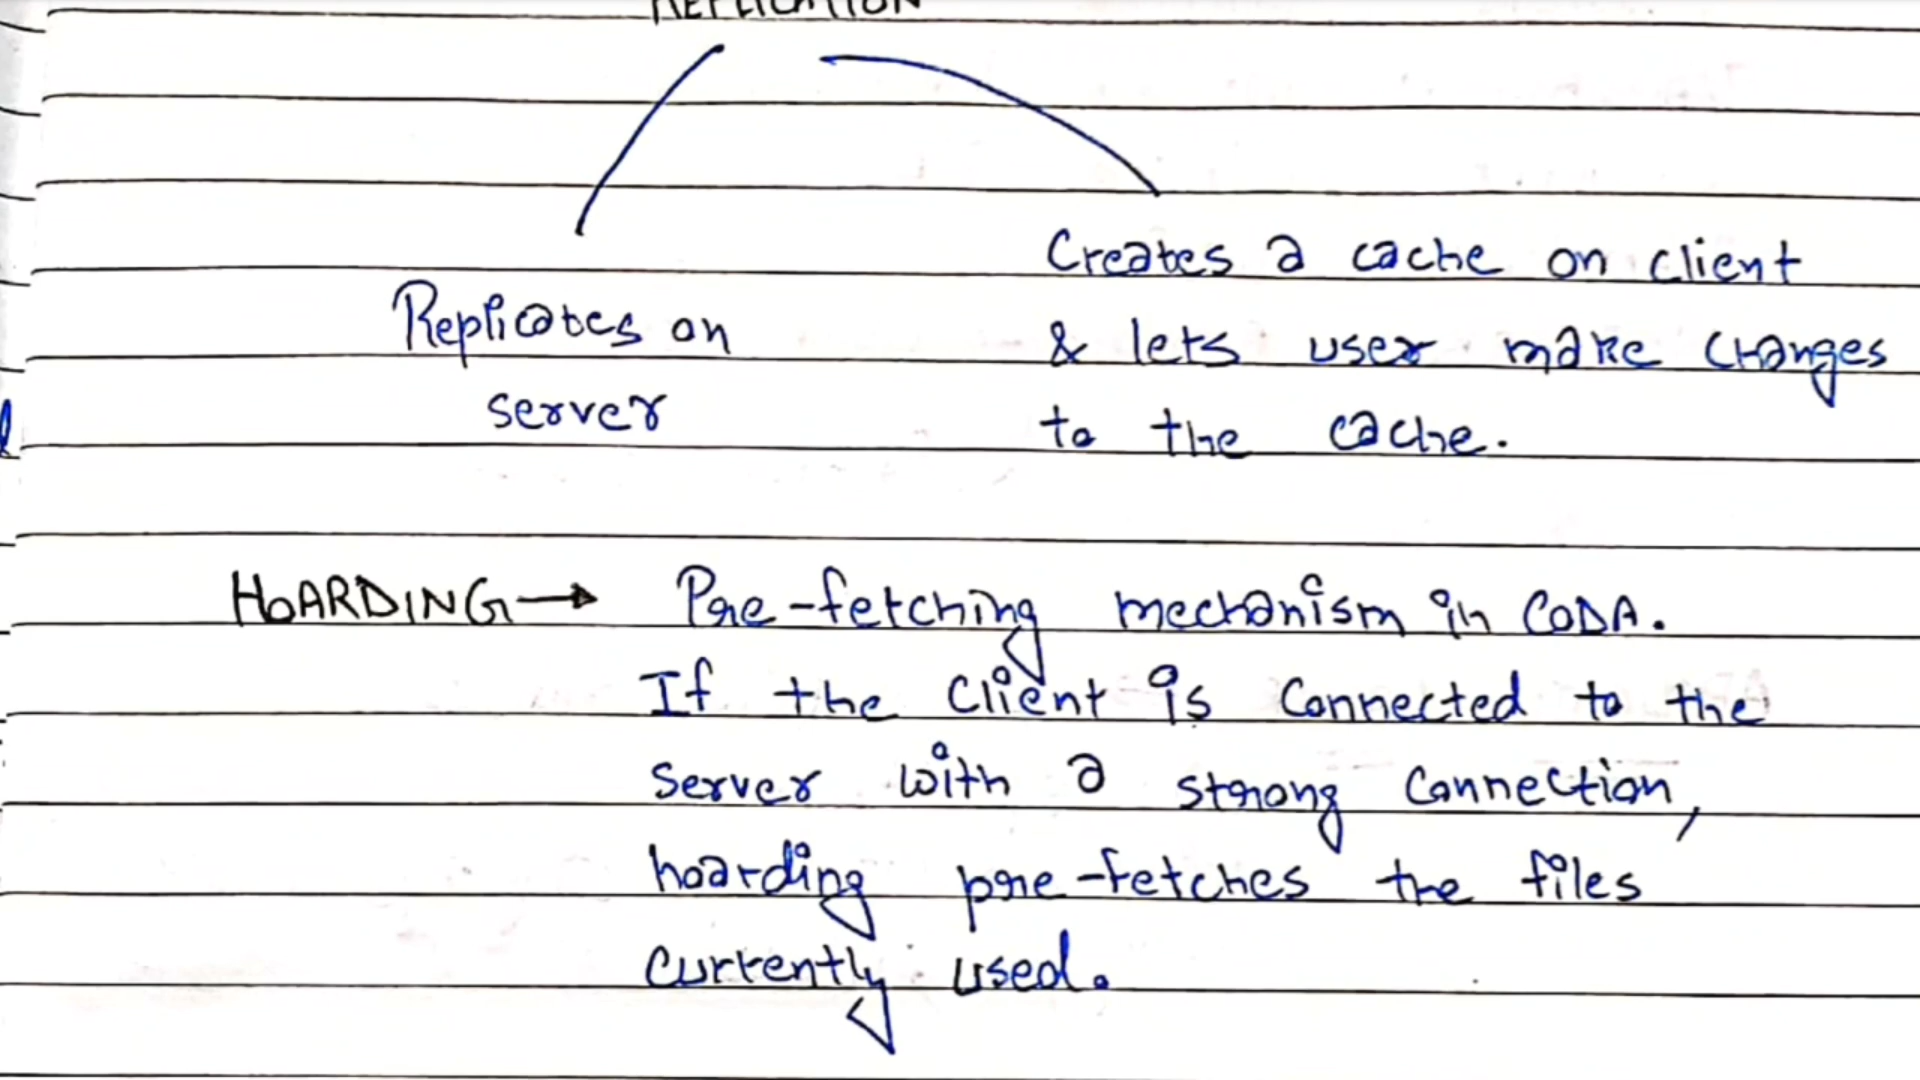 REPLICATION
Creates a cache on client
Replicates on
& lets user make changes
server
to the cache.
HOARDING → Pre-fetching mechanism in CODA.
If the Client is Connected to the
server with a strong Connection,
hoarding pre-fetches the files
currently used.